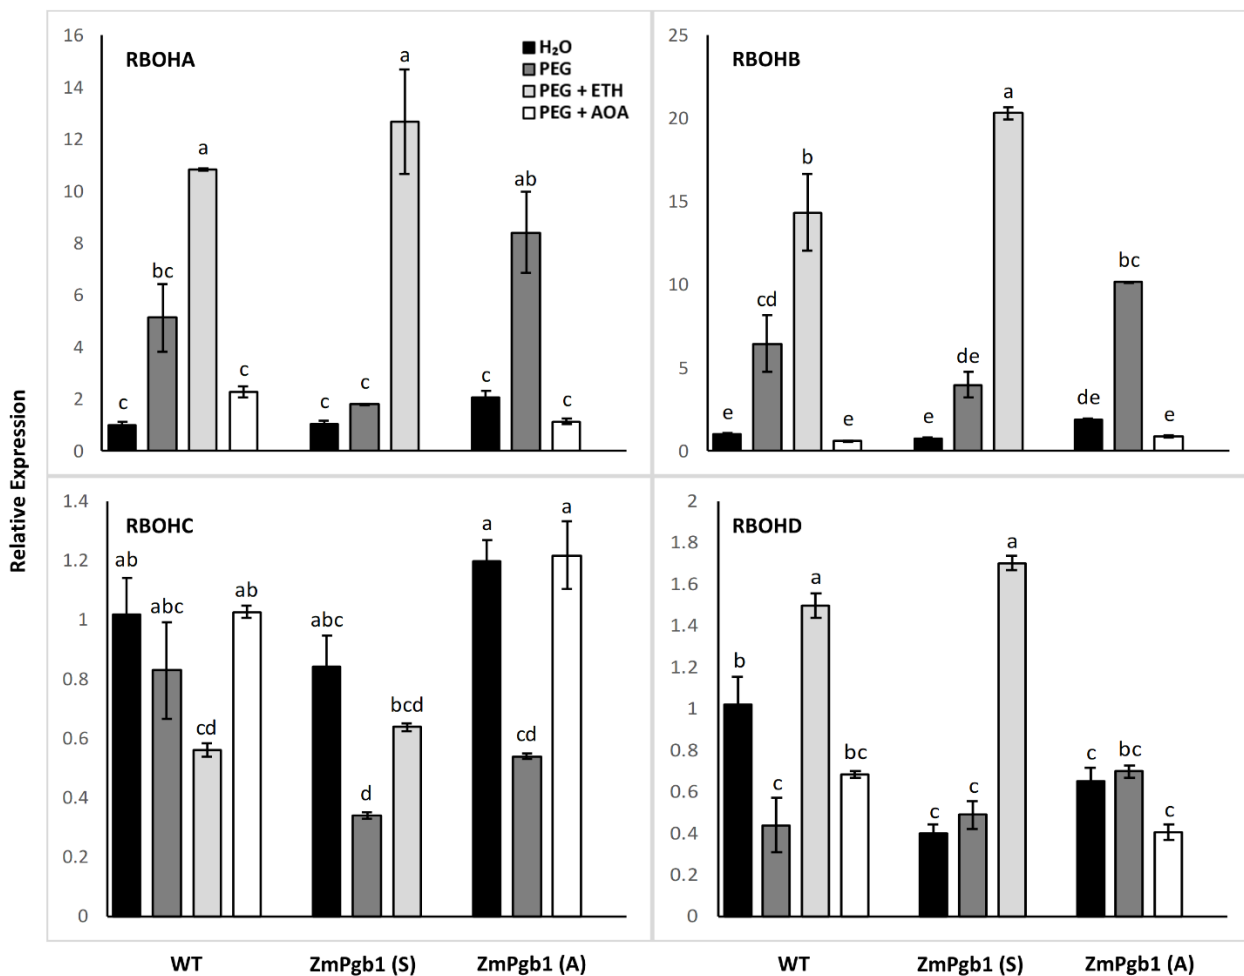 Relative Expression
RBOHA
H₂O
PEG
PEG + ETH
PEG + AOA
16
14
12
10
8
6
4
2
0
c
bc
a
c
c
c
a
c
ab
c
RBOHB
25
20
15
10
5
0
e
cd
b
e
e
de
a
de
bc
e
RBOHC
1.4
1.2
1
0.8
0.6
0.4
0.2
0
ab
abc
cd
ab
abc
d
bcd
a
cd
a
RBOHD
2
1.8
1.6
1.4
1.2
1
0.8
0.6
0.4
0.2
0
b
c
a
bc
c
c
a
c
bc
c
WT
ZmPgb1 (S)
ZmPgb1 (A)
WT
ZmPgb1 (S)
ZmPgb1 (A)